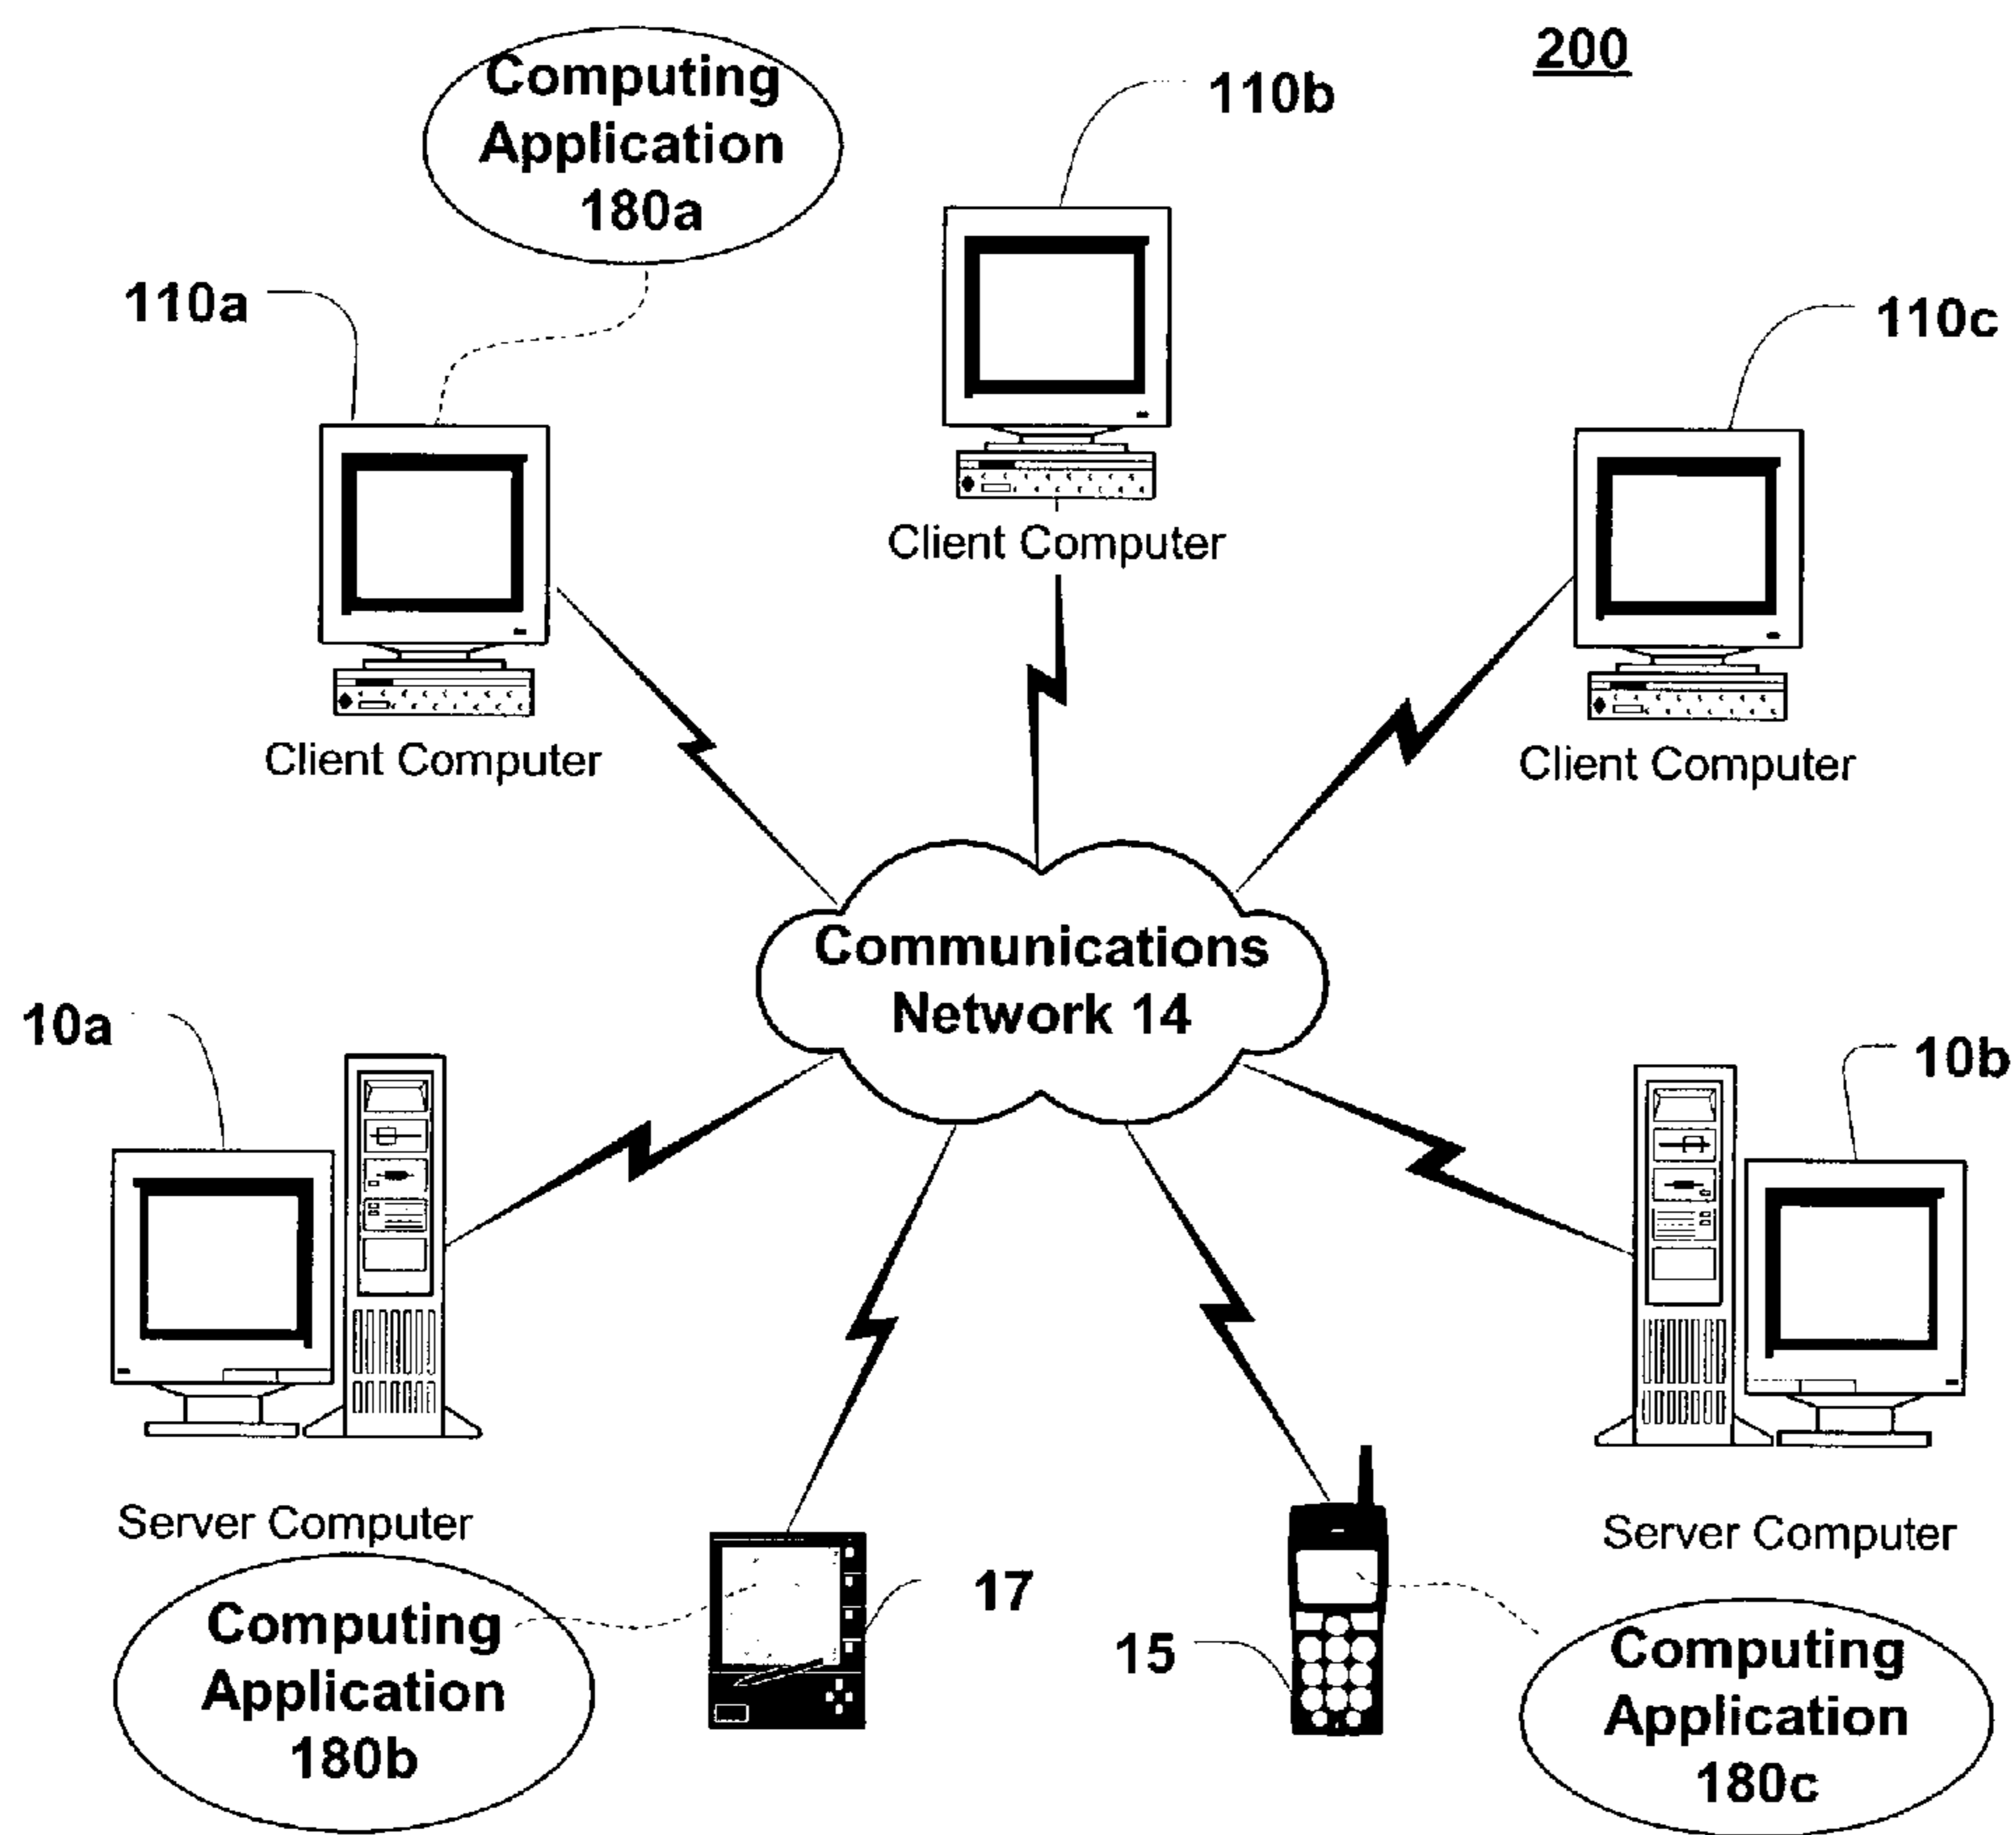 200
Computing
Application
180a
110b
110a
110c
Client Computer
Client Computer
Client Computer
Communications
Network 14
10a
10b
Server Computer
Server Computer
17
15
Computing
Application
180b
Computing
Application
180c